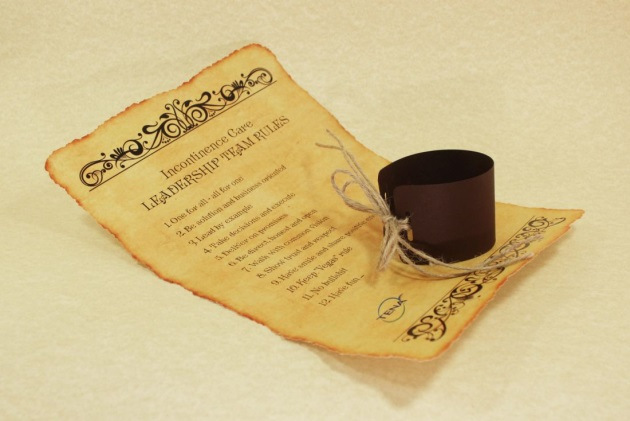 Incontinence Care
LEADERSHIP TEAM RULES
1. One for all - all for one
2. Be solution and business oriented
3. Lead by example
4. Take decisions and execute
5. Deliver on promises
6. Be direct, honest and open
7. Walk with common vision
8. Show trust and respect
9. Have smile and share
10. Keep "Vegas" rule
11. No bullshit
12. Have fun...
TENA